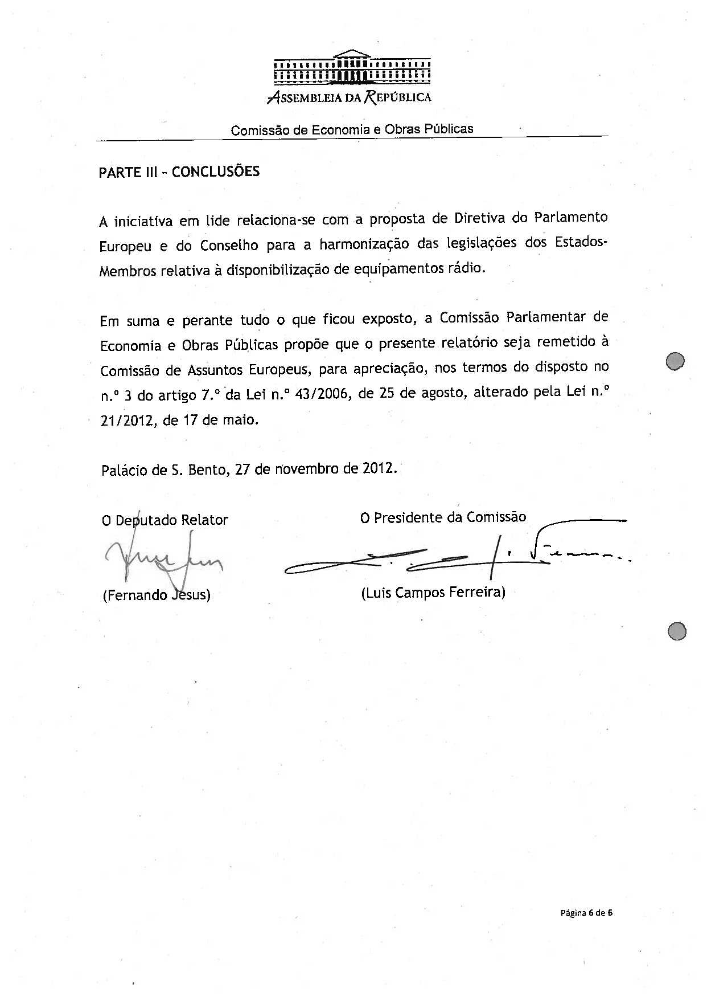 ASSEMBLEIA DA REPÚBLICA
Comissão de Economia e Obras Públicas
PARTE III - CONCLUSÕES
A iniciativa em lide relaciona-se com a proposta de Diretiva do Parlamento
Europeu e do Conselho para a harmonização das legislações dos Estados-
Membros relativa à disponibilização de equipamentos rádio.
Em suma e perante tudo o que ficou exposto, a Comissão Parlamentar de
Economia e Obras Públicas propõe que o presente relatório seja remetido à
Comissão de Assuntos Europeus, para apreciação, nos termos do disposto no
n.º 3 do artigo 7.º da Lei n.º 43/2006, de 25 de agosto, alterado pela Lei n.º
21/2012, de 17 de maio.
Palácio de S. Bento, 27 de novembro de 2012.
O Deputado Relator O Presidente da Comissão
(Fernando Jesus) (Luis Campos Ferreira)
Página 6 de 6